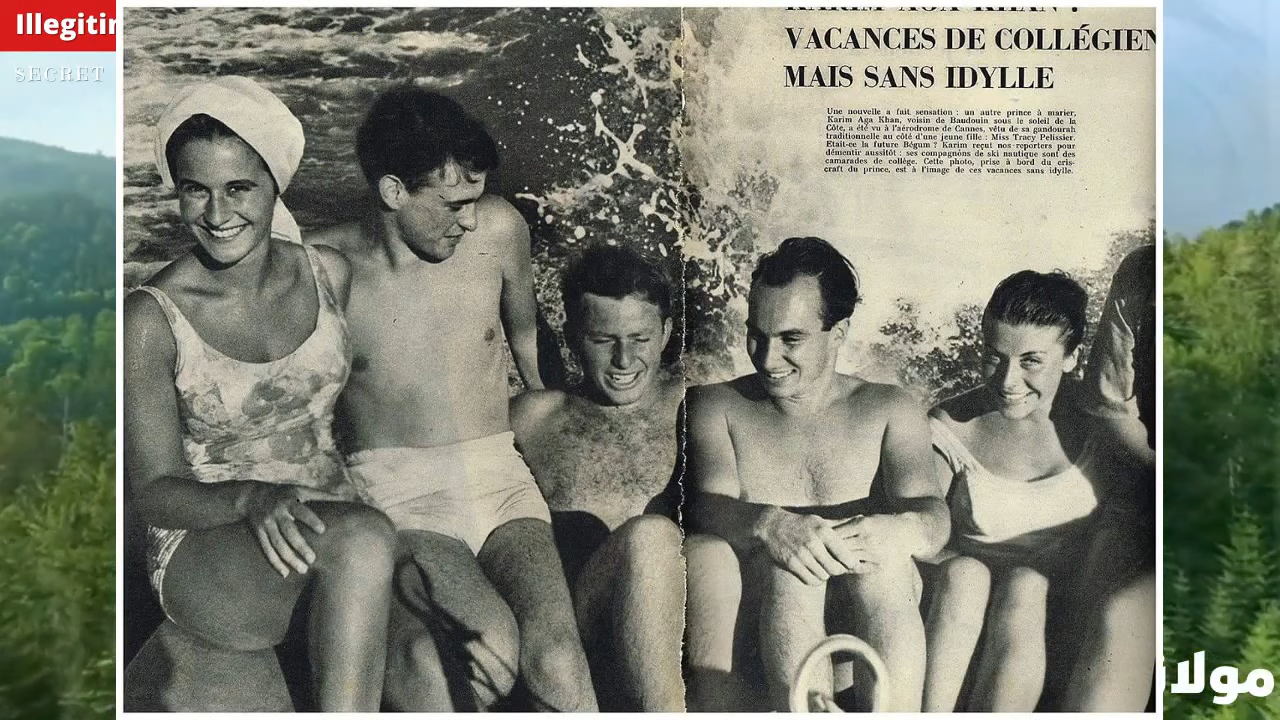 Illegitim
SECRET
KARIM AGA KHAN :
VACANCES DE COLLÉGIEN
MAIS SANS IDYLLE
Une nouvelle a fait sensation : un autre prince à marier,
Karim Aga Khan, voisin de Baudouin sous le soleil de la
Côte, a été vu à l'aérodrome de Cannes, vêtu de sa gandourah
traditionnelle au côté d'une jeune fille : Miss Tracy Pelissier.
Etait-ce la future Bégum ? Karim reçut nos reporters pour
démentir aussitôt : ses compagnons de ski nautique sont des
camarades de collège. Cette photo, prise à bord du cris-
craft du prince, est à l'image de ces vacances sans idylle.
مولا